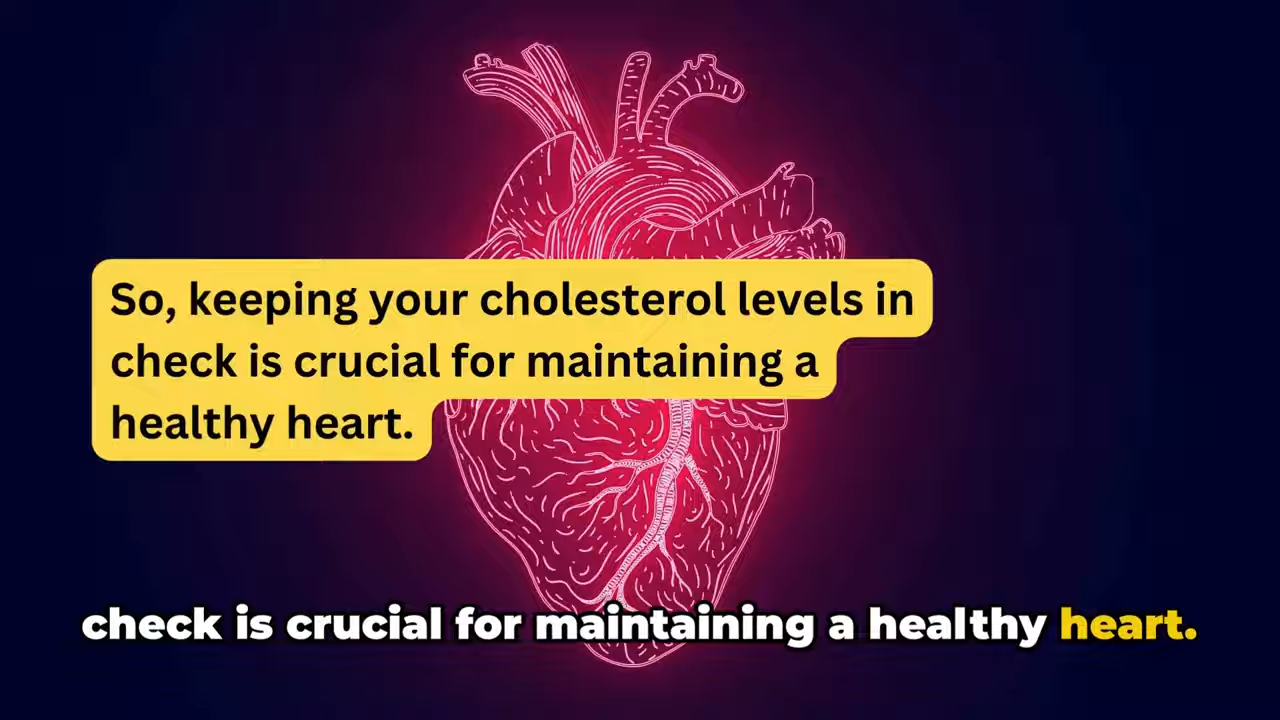 So, keeping your cholesterol levels in
check is crucial for maintaining a
healthy heart.
check is crucial for maintaining a healthy heart.